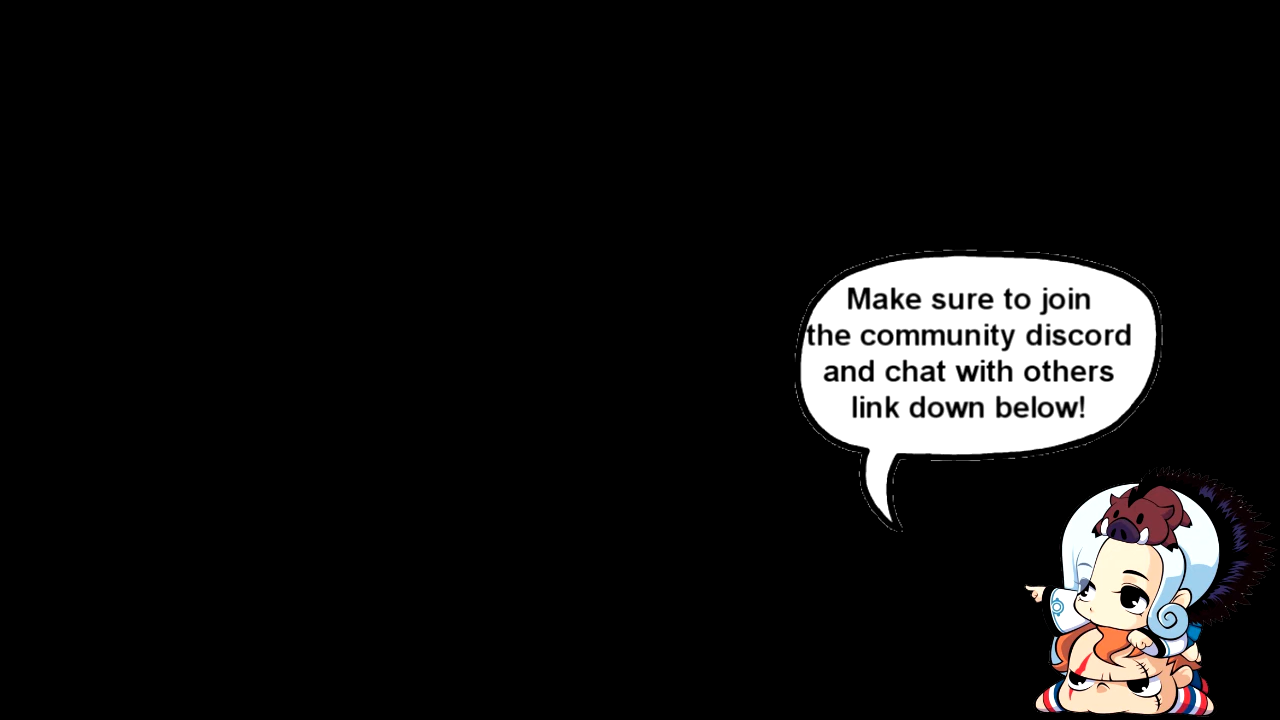 Make sure to join
the community discord
and chat with others
link down below!